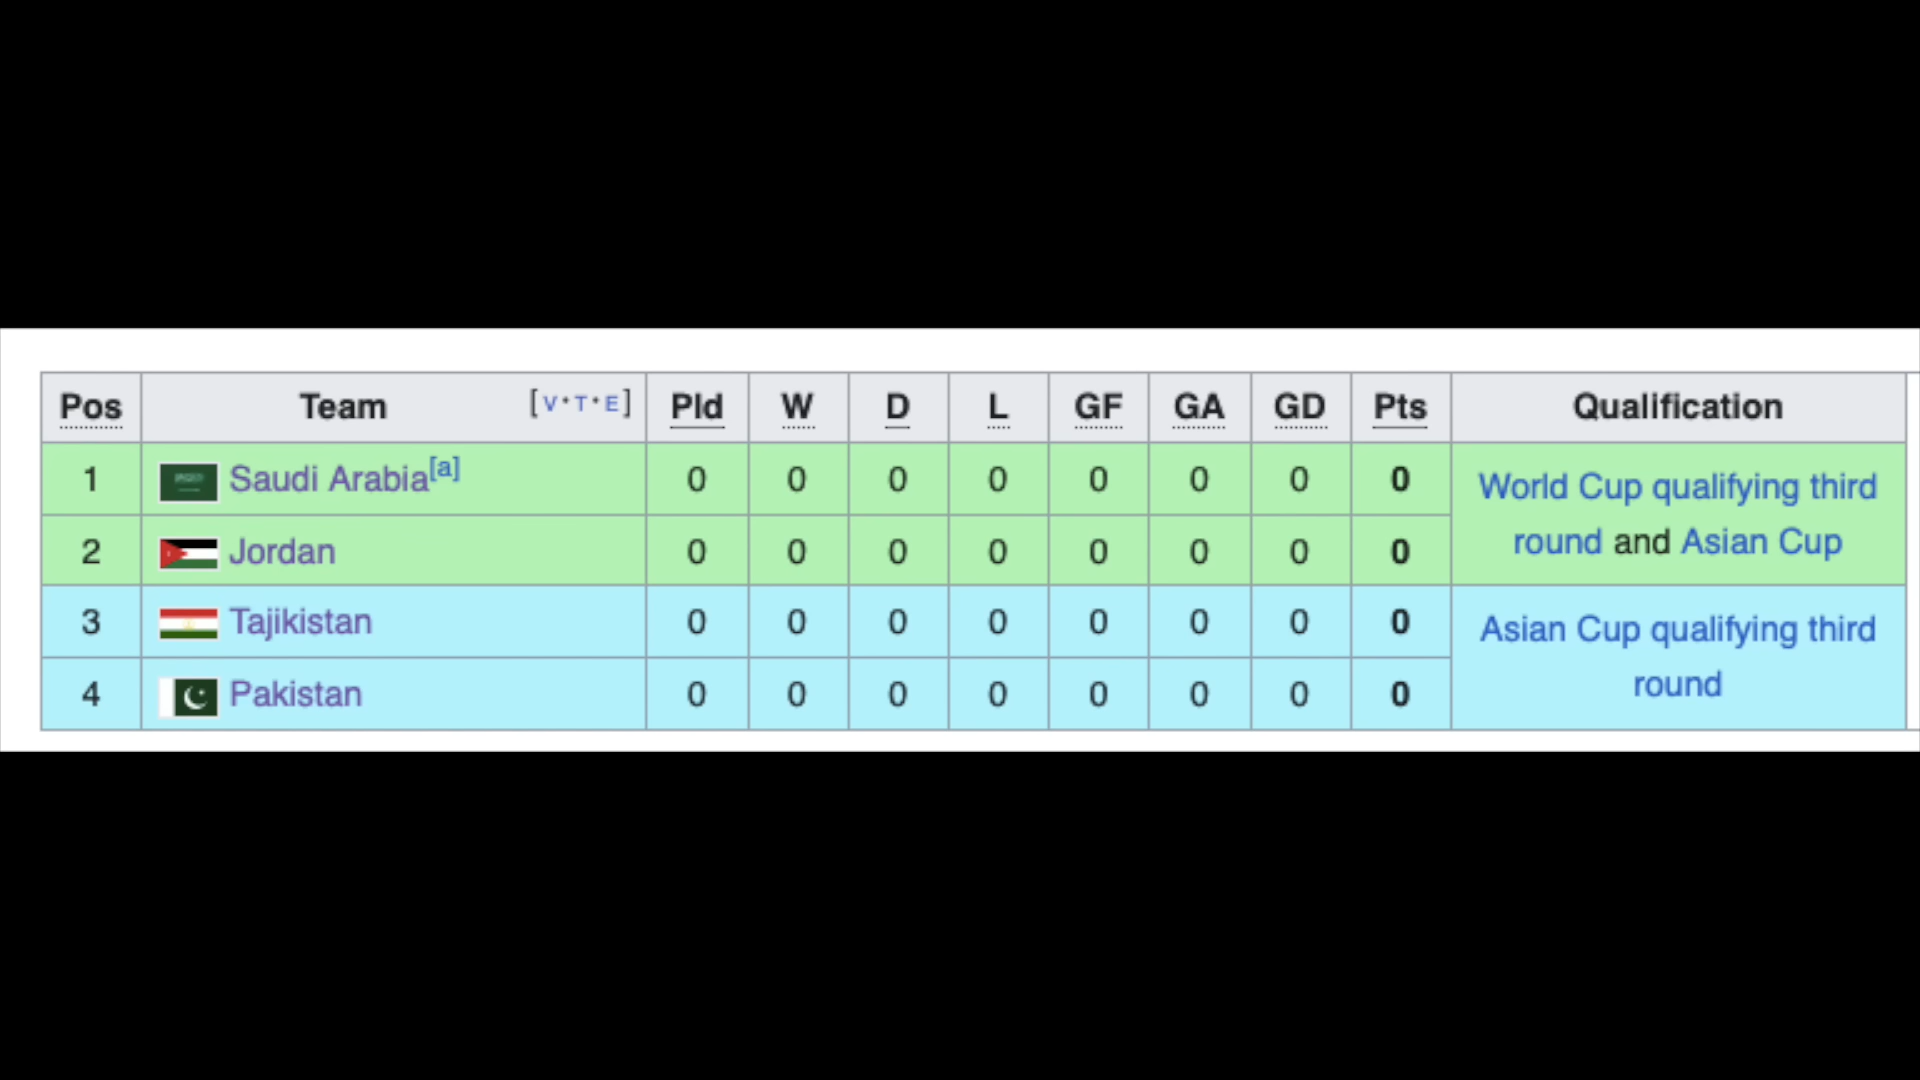 Pos Team [V•T•E] Pld W D L GF GA GD Pts Qualification
1 Saudi Arabia[a] 0 0 0 0 0 0 0 0 World Cup qualifying third
round and Asian Cup
2 Jordan 0 0 0 0 0 0 0 0
3 Tajikistan 0 0 0 0 0 0 0 0 Asian Cup qualifying third
round
4 Pakistan 0 0 0 0 0 0 0 0